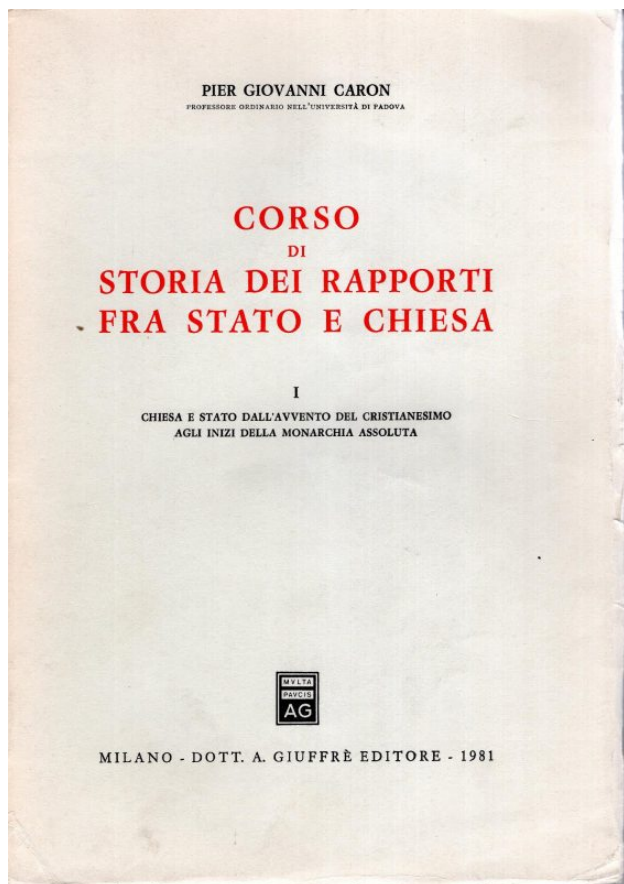 PIER GIOVANNI CARON
PROFESSORE ORDINARIO NELL'UNIVERSITÀ DI PADOVA
CORSO
DI
STORIA DEI RAPPORTI
FRA STATO E CHIESA
I
CHIESA E STATO DALL'AVVENTO DEL CRISTIANESIMO
AGLI INIZI DELLA MONARCHIA ASSOLUTA
MVLTA
PAVCIS
AG
MILANO - DOTT. A. GIUFFRÈ EDITORE - 1981